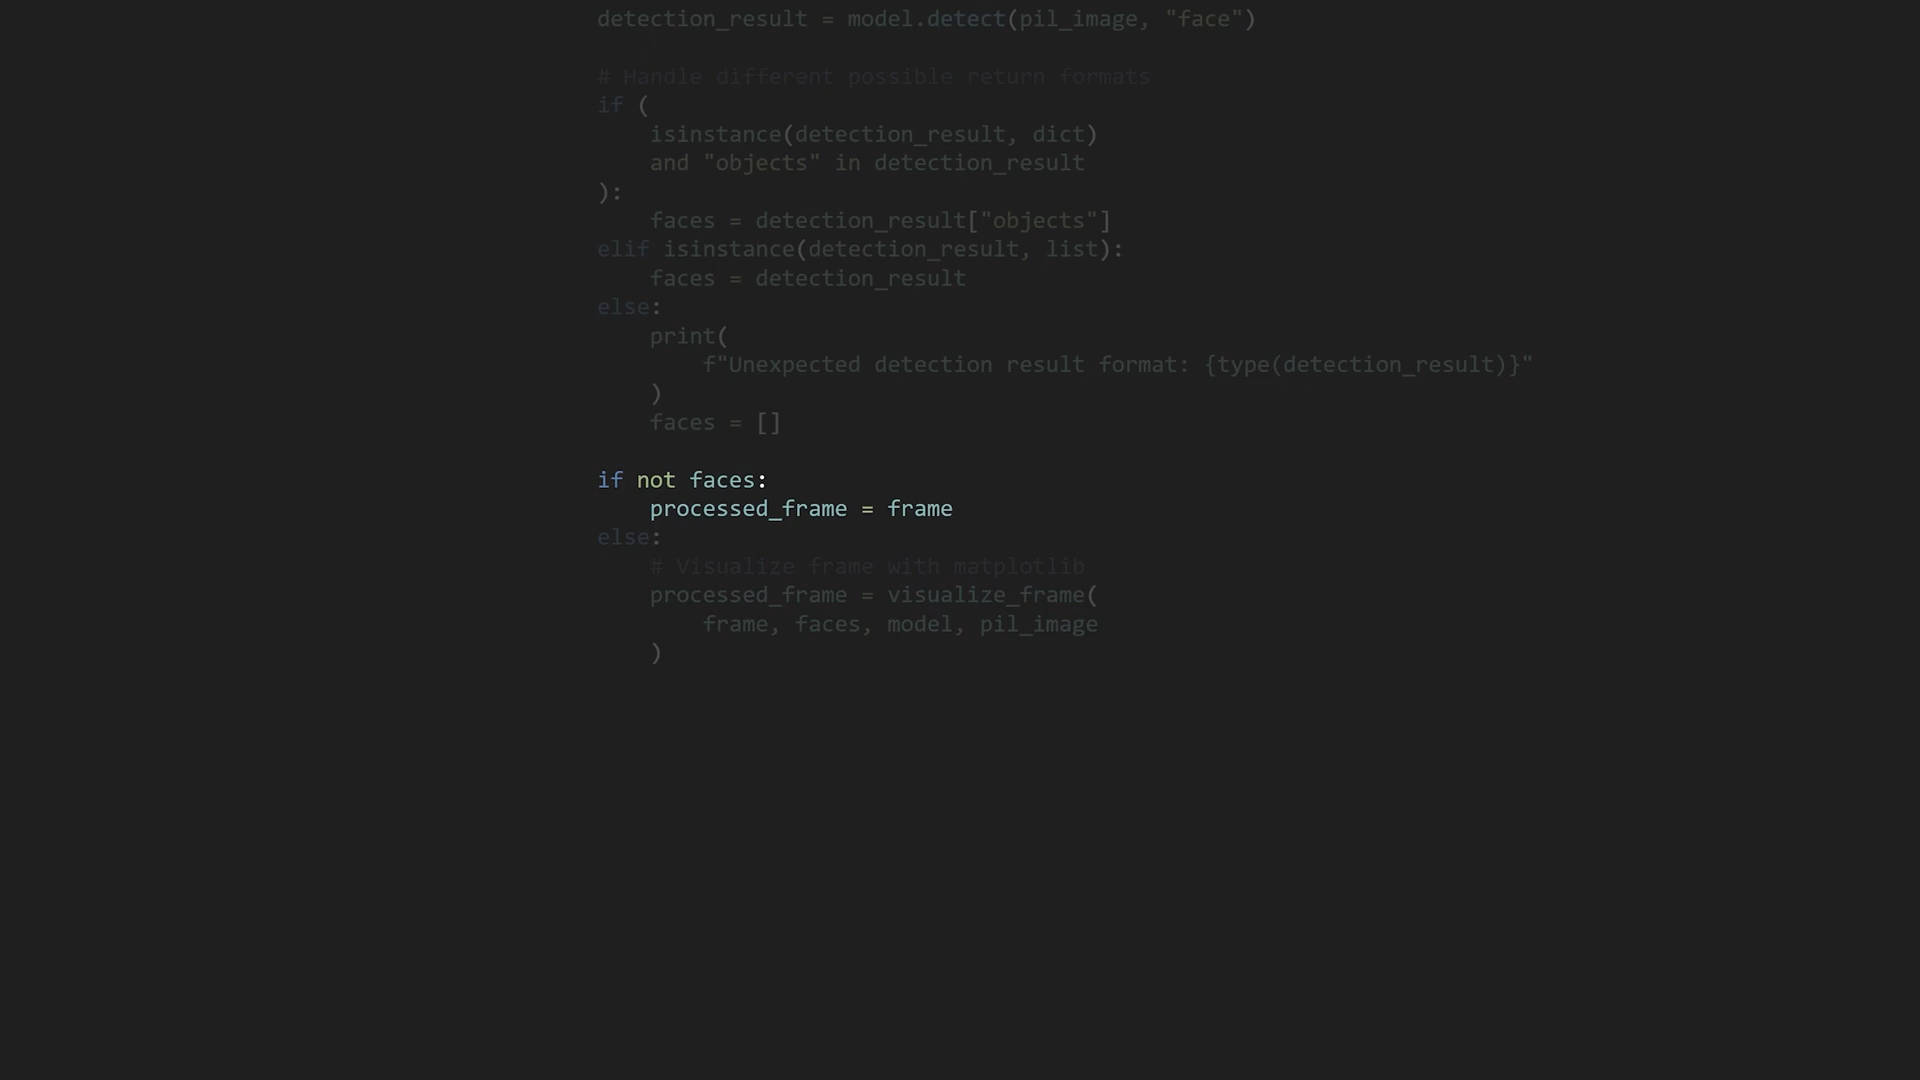 detection_result = model.detect(pil_image, "face")
# Handle different possible return formats
if (
isinstance(detection_result, dict)
and "objects" in detection_result
):
faces = detection_result["objects"]
elif isinstance(detection_result, list):
faces = detection_result
else:
print(
f"Unexpected detection result format: {type(detection_result)}"
)
faces = []
if not faces:
processed_frame = frame
else:
# Visualize frame with matplotlib
processed_frame = visualize_frame(
frame, faces, model, pil_image
)